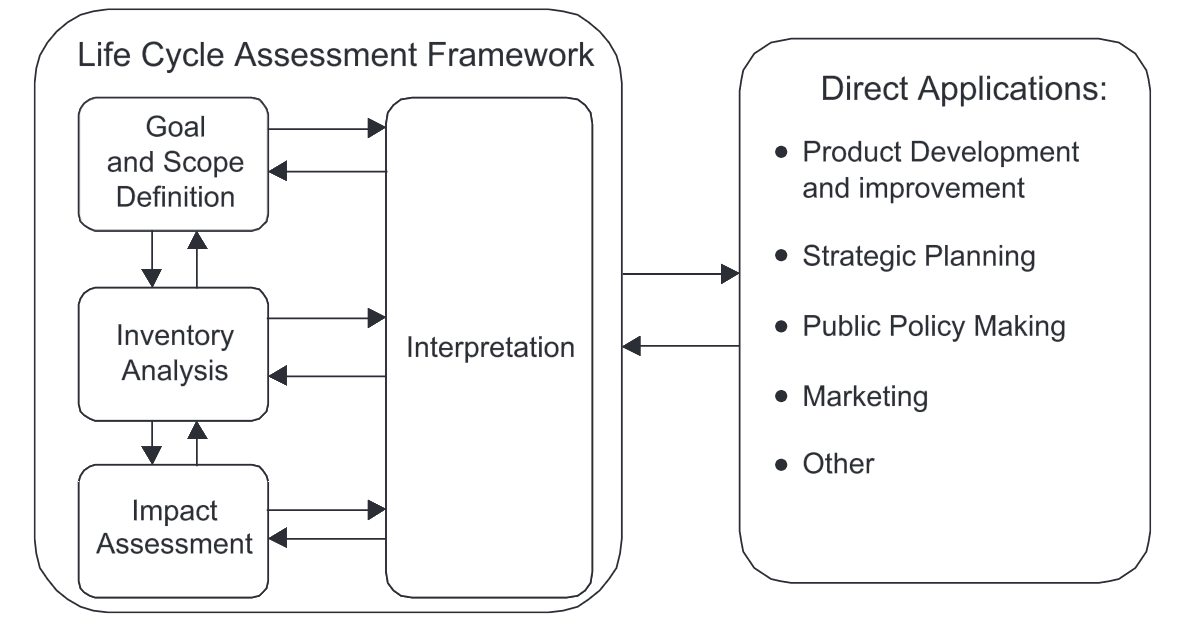 Life Cycle Assessment Framework
Goal
and Scope
Definition
Inventory
Analysis
Impact
Assessment
Interpretation
Direct Applications:
• Product Development
and improvement
• Strategic Planning
• Public Policy Making
• Marketing
• Other